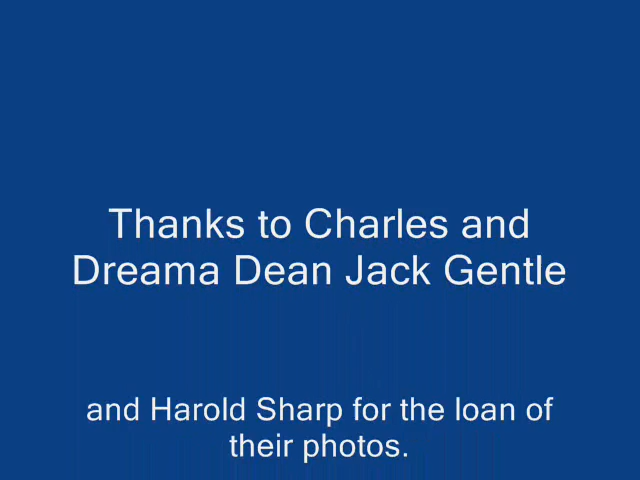 Thanks to Charles and
Dreama Dean Jack Gentle
and Harold Sharp for the loan of
their photos.